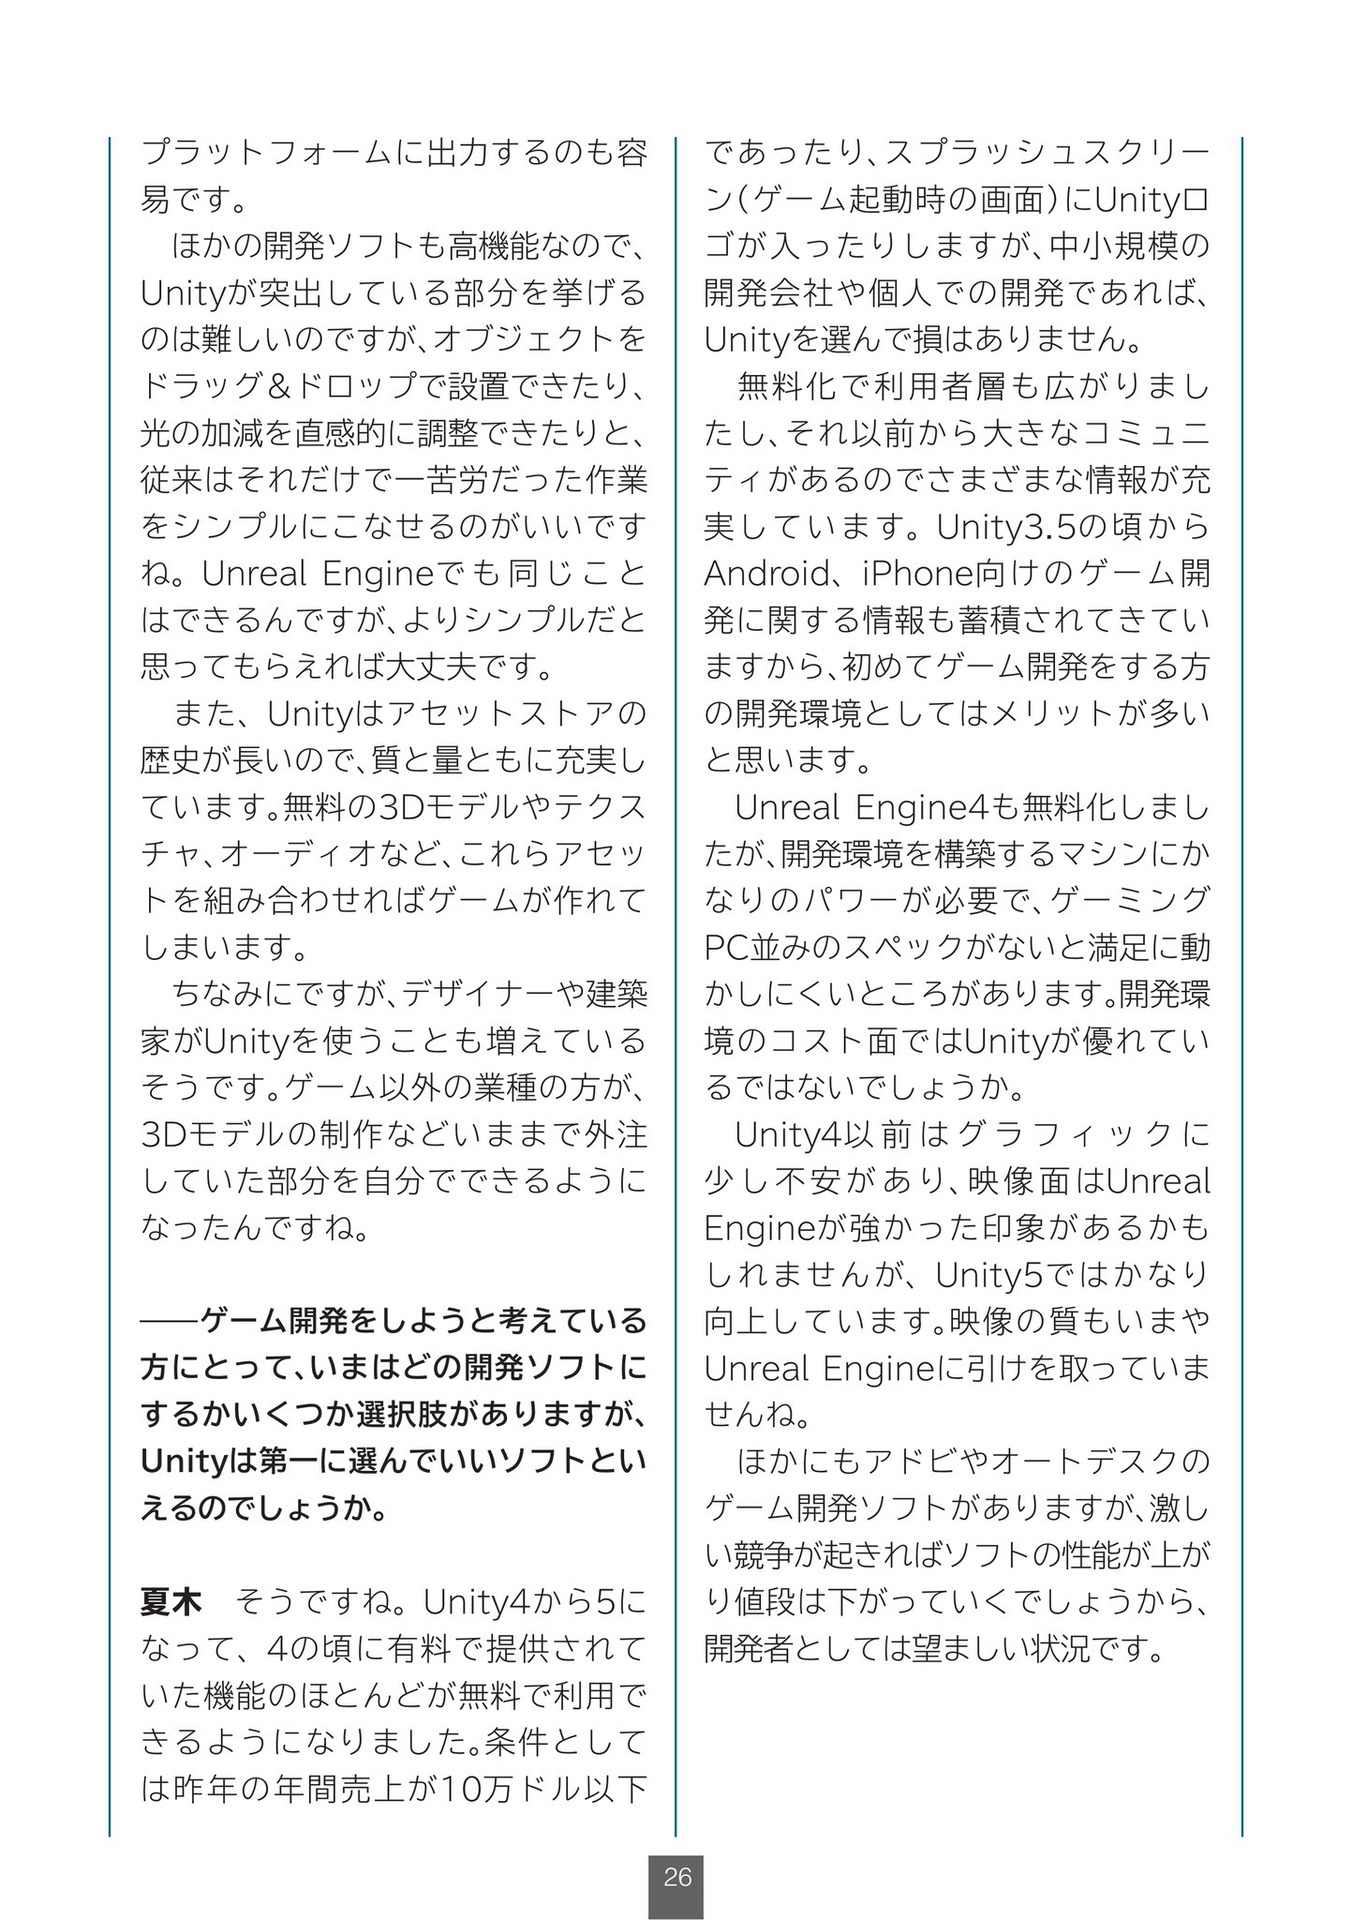 プラットフォームに出力するのも容
易です。
　ほかの開発ソフトも高機能なので、
Unityが突出している部分を挙げる
のは難しいのですが、オブジェクトを
ドラッグ＆ドロップで設置できたり、
光の加減を直感的に調整できたりと、
従来はそれだけで一苦労だった作業
をシンプルにこなせるのがいいです
ね。Unreal Engineでも同じこと
はできるんですが、よりシンプルだと
思ってもらえれば大丈夫です。
　また、Unityはアセットストアの
歴史が長いので、質と量ともに充実し
ています。無料の3Dモデルやテクス
チャ、オーディオなど、これらアセッ
トを組み合わせればゲームが作れて
しまいます。
　ちなみにですが、デザイナーや建築
家がUnityを使うことも増えている
そうです。ゲーム以外の業種の方が、
3Dモデルの制作などいままで外注
していた部分を自分でできるように
なったんですね。
――ゲーム開発をしようと考えている
方にとって、いまはどの開発ソフトに
するかいくつか選択肢がありますが、
Unityは第一に選んでいいソフトとい
えるのでしょうか。
夏木　そうですね。Unity4から5に
なって、4の頃に有料で提供されて
いた機能のほとんどが無料で利用で
きるようになりました。条件として
は昨年の年間売上が10万ドル以下
であったり、スプラッシュスクリー
ン（ゲーム起動時の画面）にUnityロ
ゴが入ったりしますが、中小規模の
開発会社や個人での開発であれば、
Unityを選んで損はありません。
　無料化で利用者層も広がりまし
たし、それ以前から大きなコミュニ
ティがあるのでさまざまな情報が充
実しています。Unity3.5の頃から
Android、iPhone向けのゲーム開
発に関する情報も蓄積されてきてい
ますから、初めてゲーム開発をする方
の開発環境としてはメリットが多い
と思います。
　Unreal Engine4も無料化しまし
たが、開発環境を構築するマシンにか
なりのパワーが必要で、ゲーミング
PC並みのスペックがないと満足に動
かしにくいところがあります。開発環
境のコスト面ではUnityが優れてい
るではないでしょうか。
　Unity4以前はグラフィックに
少し不安があり、映像面はUnreal
Engineが強かった印象があるかも
しれませんが、Unity5ではかなり
向上しています。映像の質もいまや
Unreal Engineに引けを取っていま
せんね。
　ほかにもアドビやオートデスクの
ゲーム開発ソフトがありますが、激し
い競争が起きればソフトの性能が上が
り値段は下がっていくでしょうから、
開発者としては望ましい状況です。
26